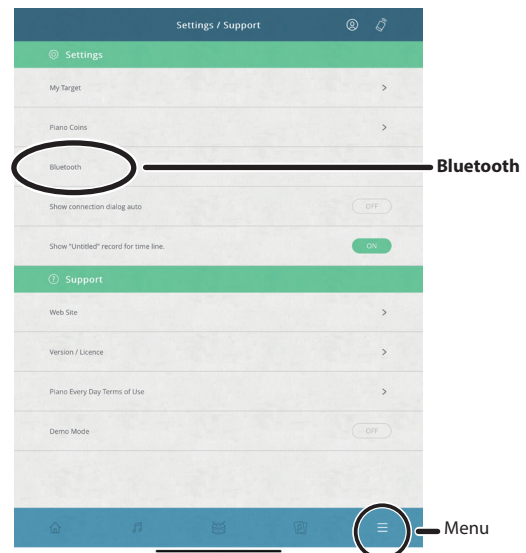 Settings / Support
Settings
My Target
Piano Coins
Bluetooth
Bluetooth
Show connection dialog auto
OFF
Show "Untitled" record for time line.
ON
Support
Web Site
Version / Licence
Piano Every Day Terms of Use
Demo Mode
OFF
Menu